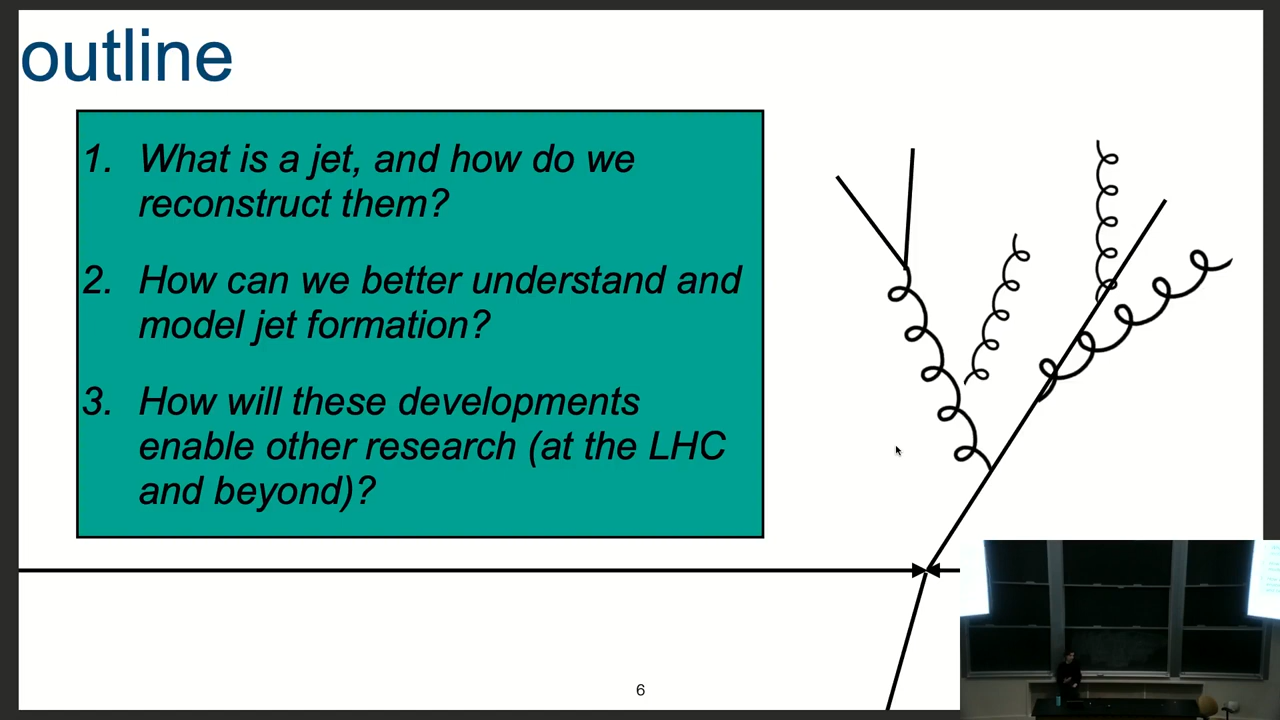 outline
1. What is a jet, and how do we
reconstruct them?
2. How can we better understand and
model jet formation?
3. How will these developments
enable other research (at the LHC
and beyond)?
6